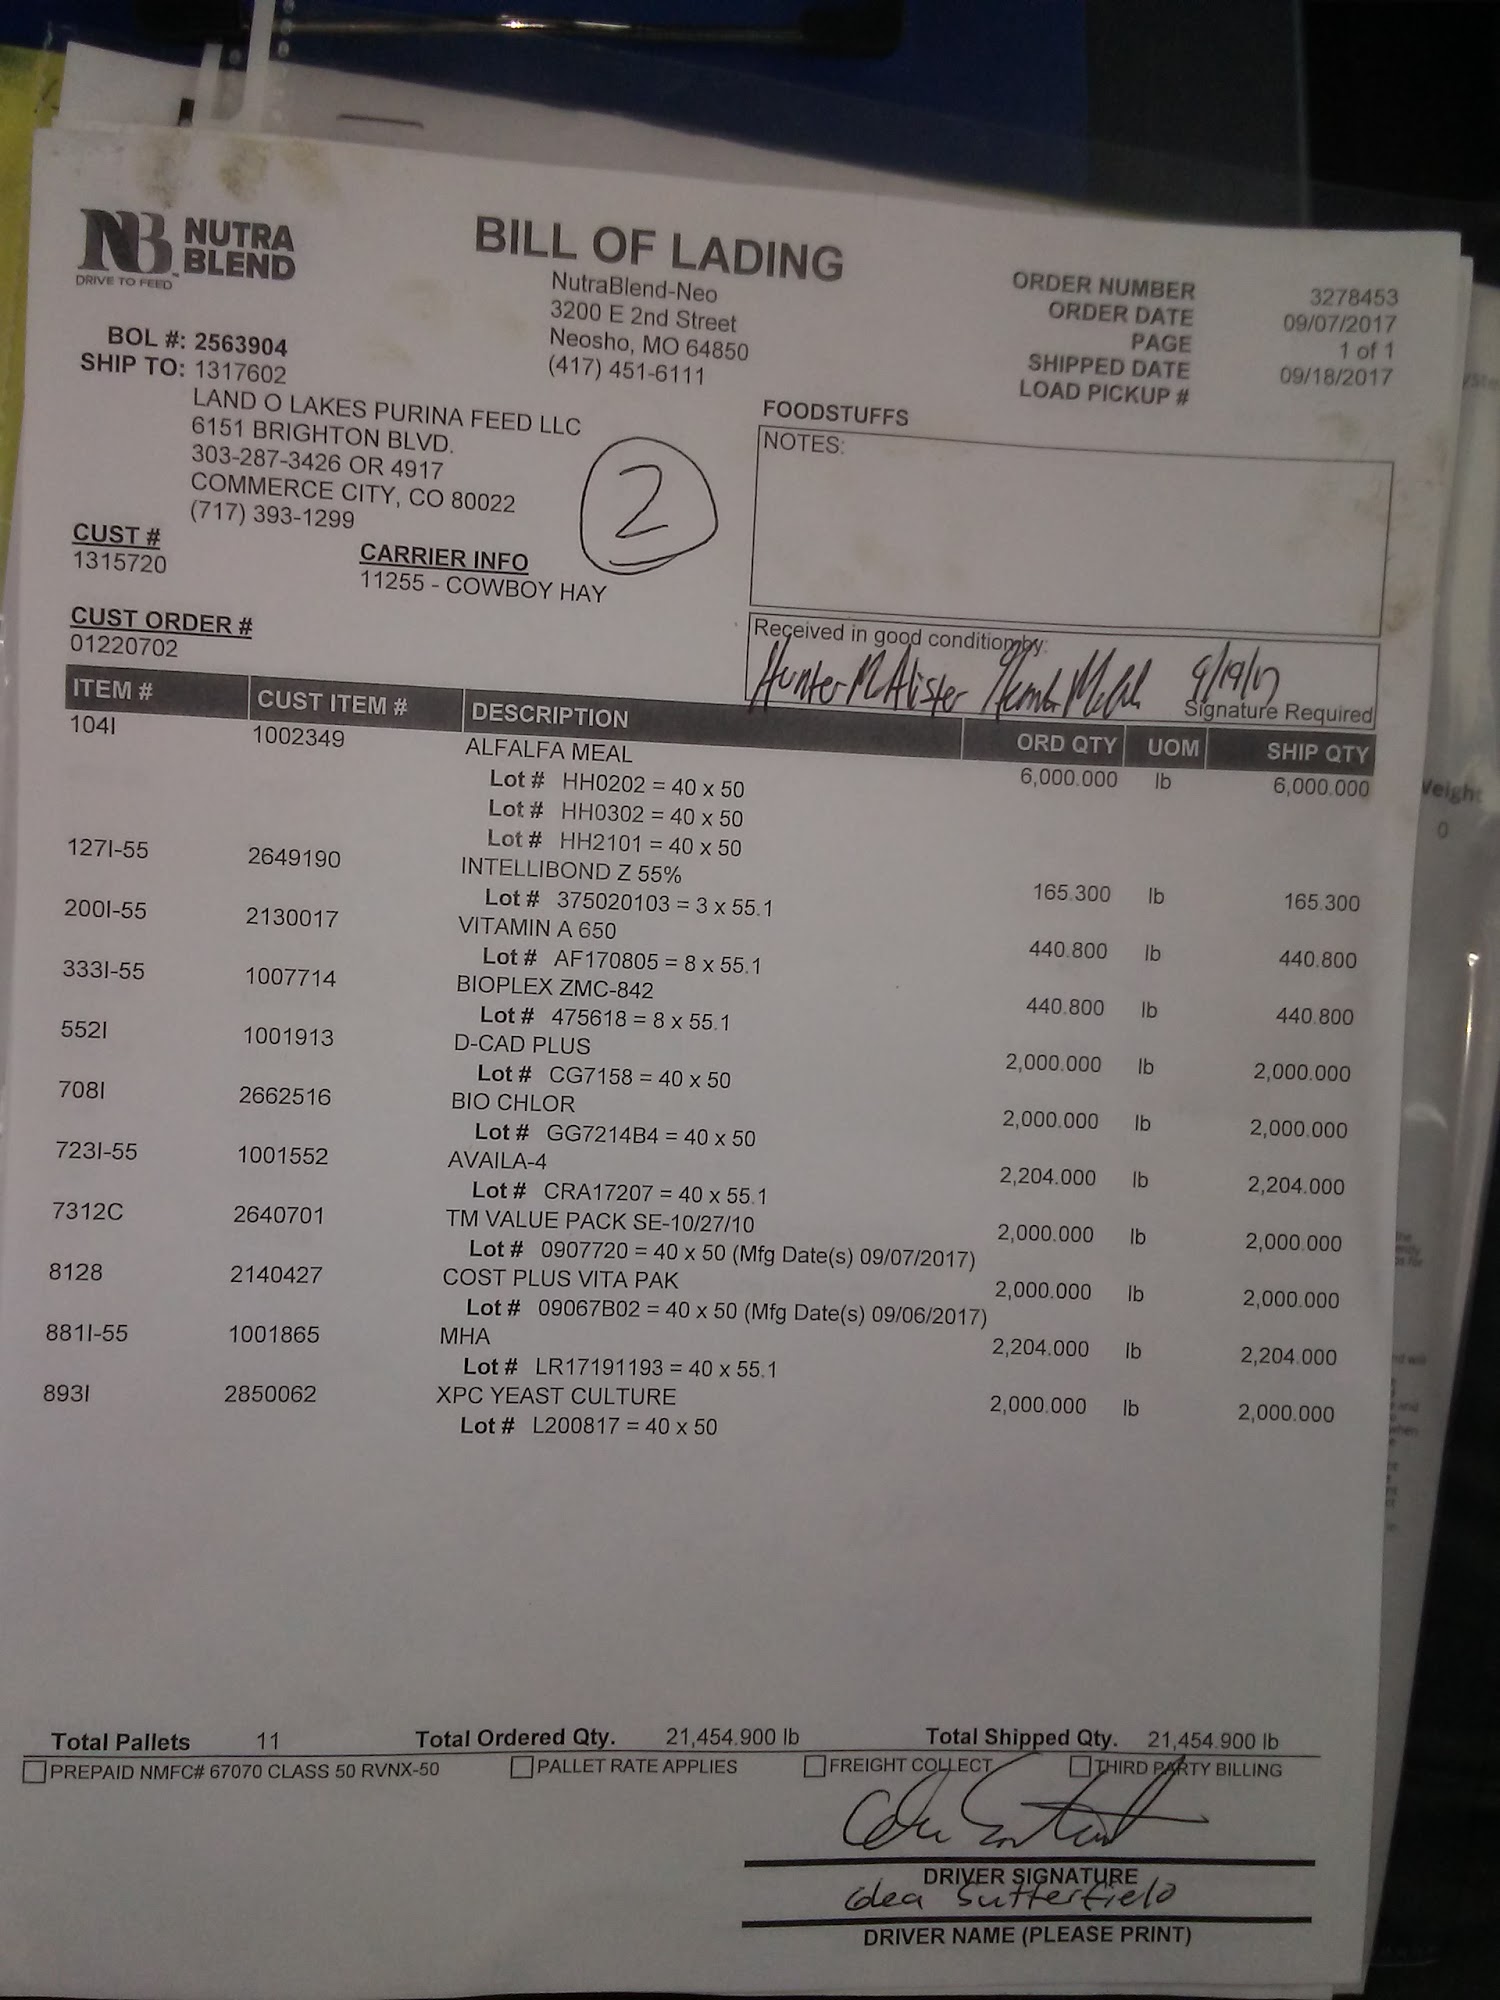 NB NUTRA BLEND
DRIVE TO FEED
BILL OF LADING
NutraBlend-Neo
3200 E 2nd Street
Neosho, MO 64850
(417) 451-6111
ORDER NUMBER 3278453
ORDER DATE 09/07/2017
PAGE 1 of 1
SHIPPED DATE 09/18/2017
LOAD PICKUP #
BOL #: 2563904
SHIP TO: 1317602
LAND O LAKES PURINA FEED LLC
6151 BRIGHTON BLVD.
303-287-3426 OR 4917
COMMERCE CITY, CO 80022
(717) 393-1299
2
FOODSTUFFS
NOTES:
CUST #
1315720
CARRIER INFO
11255 - COWBOY HAY
CUST ORDER #
01220702
Received in good condition by:
Hunter McAlister 9/19/17
Signature Required
ITEM # CUST ITEM # DESCRIPTION ORD QTY UOM SHIP QTY
104I 1002349 ALFALFA MEAL 6,000.000 lb 6,000.000
Lot # HH0202 = 40 x 50
Lot # HH0302 = 40 x 50
Lot # HH2101 = 40 x 50
127I-55 2649190 INTELLIBOND Z 55% 165.300 lb 165.300
Lot # 375020103 = 3 x 55.1
200I-55 2130017 VITAMIN A 650 440.800 lb 440.800
Lot # AF170805 = 8 x 55.1
333I-55 1007714 BIOPLEX ZMC-842 440.800 lb 440.800
Lot # 475618 = 8 x 55.1
552I 1001913 D-CAD PLUS 2,000.000 lb 2,000.000
Lot # CG7158 = 40 x 50
708I 2662516 BIO CHLOR 2,000.000 lb 2,000.000
Lot # GG7214B4 = 40 x 50
723I-55 1001552 AVAILA-4 2,204.000 lb 2,204.000
Lot # CRA17207 = 40 x 55.1
7312C 2640701 TM VALUE PACK SE-10/27/10 2,000.000 lb 2,000.000
Lot # 0907720 = 40 x 50 (Mfg Date(s) 09/07/2017)
8128 2140427 COST PLUS VITA PAK 2,000.000 lb 2,000.000
Lot # 09067B02 = 40 x 50 (Mfg Date(s) 09/06/2017)
881I-55 1001865 MHA 2,204.000 lb 2,204.000
Lot # LR17191193 = 40 x 55.1
893I 2850062 XPC YEAST CULTURE 2,000.000 lb 2,000.000
Lot # L200817 = 40 x 50
Total Pallets 11 Total Ordered Qty. 21,454.900 lb Total Shipped Qty. 21,454.900 lb
PREPAID NMFC# 67070 CLASS 50 RVNX-50 PALLET RATE APPLIES FREIGHT COLLECT THIRD PARTY BILLING
DRIVER SIGNATURE
Sutterfield
DRIVER NAME (PLEASE PRINT)
Weight
0